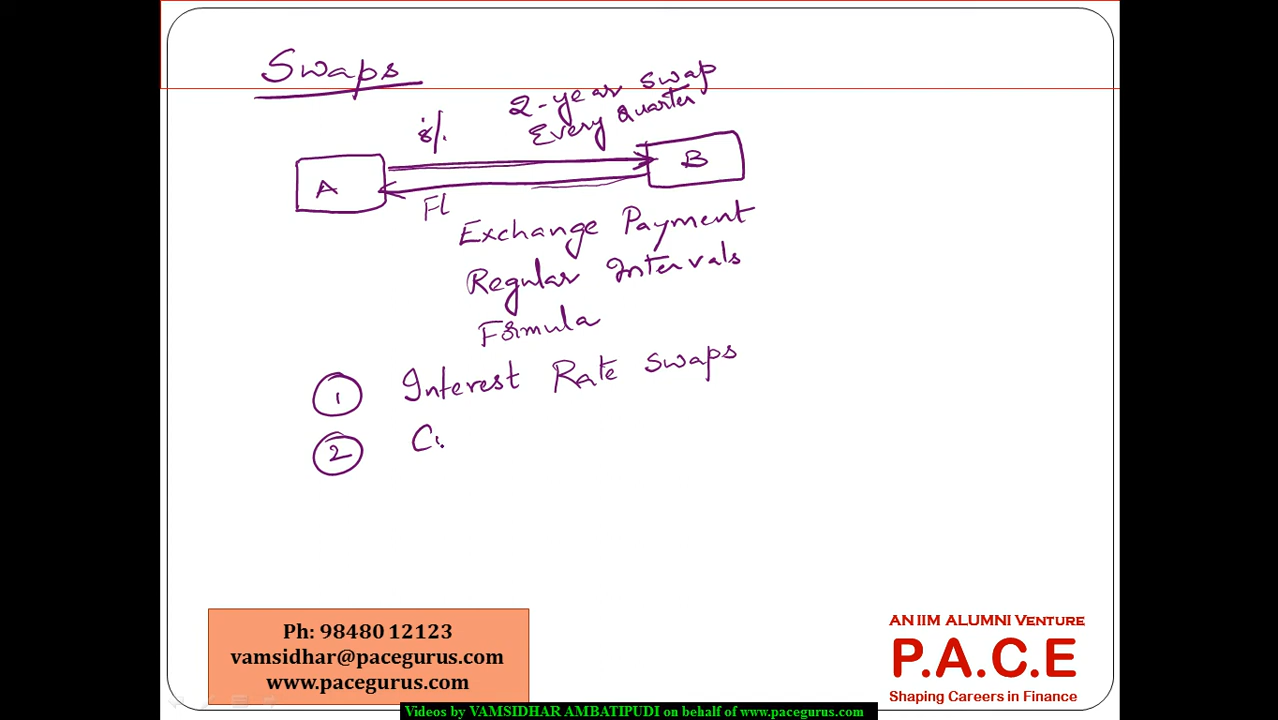 Swaps
2-year Swap
Every Quarter
8%
A
B
FL
Exchange Payment
Regular Intervals
Formula
1 Interest Rate Swaps
2 Cu
Ph: 98480 12123
vamsidhar@pacegurus.com
www.pacegurus.com
AN IIM ALUMNI VENTURE
P.A.C.E
Shaping Careers in Finance
Videos by VAMSIDHAR AMBATIPUDI on behalf of www.pacegurus.com